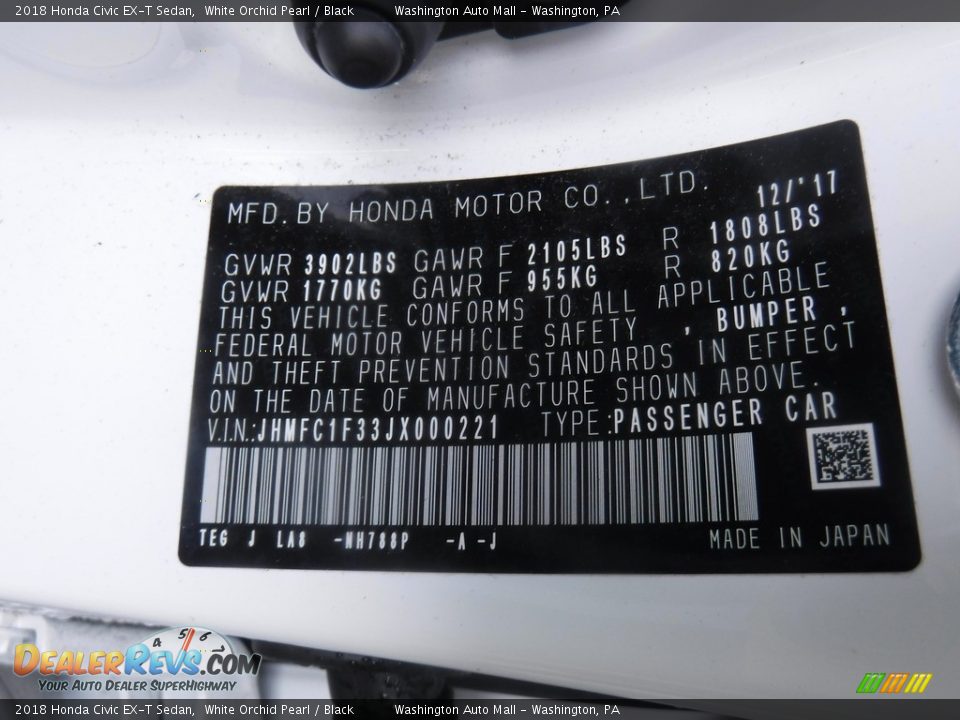 2018 Honda Civic EX-T Sedan, White Orchid Pearl / Black Washington Auto Mall - Washington, PA
MFD. BY HONDA MOTOR CO., LTD. 12/'17
GVWR 3902LBS GAWR F 2105LBS R 1808LBS
GVWR 1770KG GAWR F 955KG R 820KG
THIS VEHICLE CONFORMS TO ALL APPLICABLE
FEDERAL MOTOR VEHICLE SAFETY , BUMPER ,
AND THEFT PREVENTION STANDARDS IN EFFECT
ON THE DATE OF MANUFACTURE SHOWN ABOVE.
V.I.N.:JHMFC1F33JX000221 TYPE:PASSENGER CAR
TEG J LA8 -NH788P -A -J MADE IN JAPAN
4 5 6
DEALERREVS.COM
YOUR AUTO DEALER SUPERHIGHWAY
2018 Honda Civic EX-T Sedan, White Orchid Pearl / Black Washington Auto Mall - Washington, PA